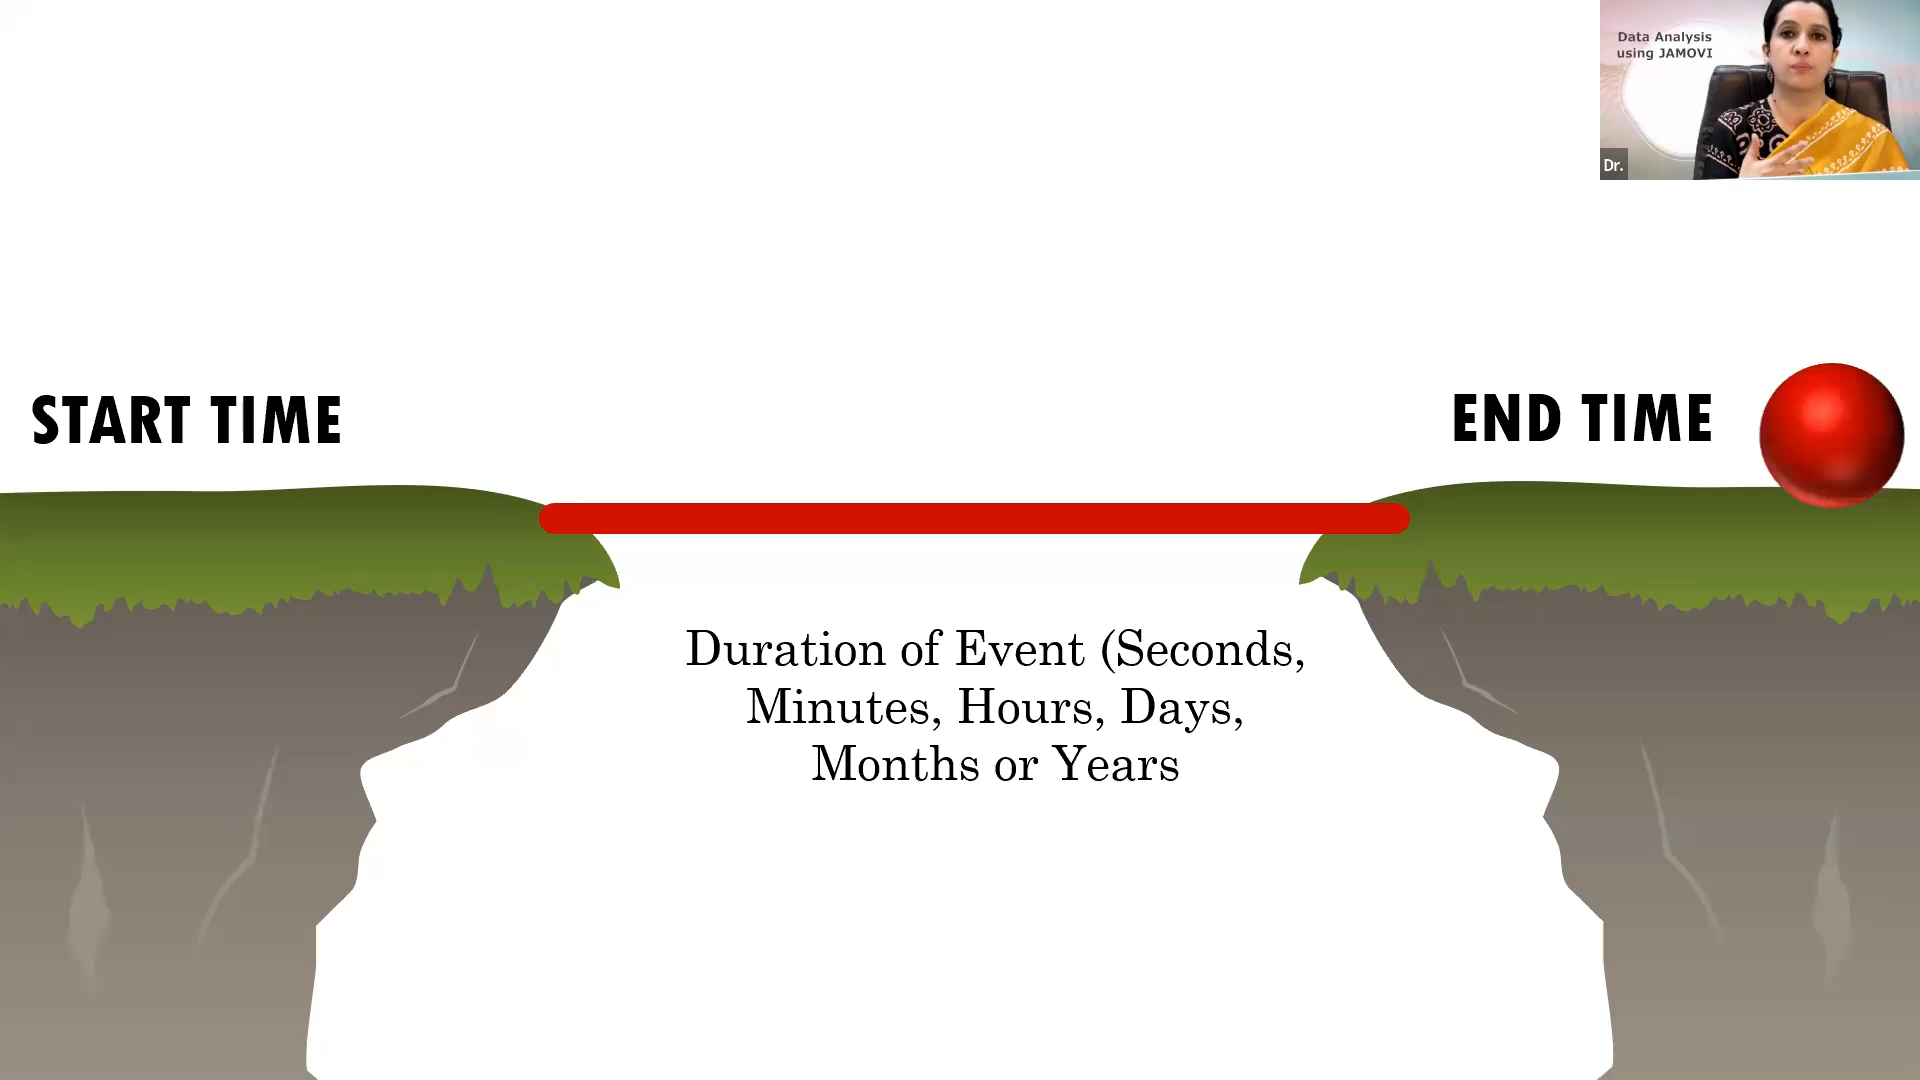 Data Analysis
using JAMOVI
Dr.
START TIME
END TIME
Duration of Event (Seconds,
Minutes, Hours, Days,
Months or Years